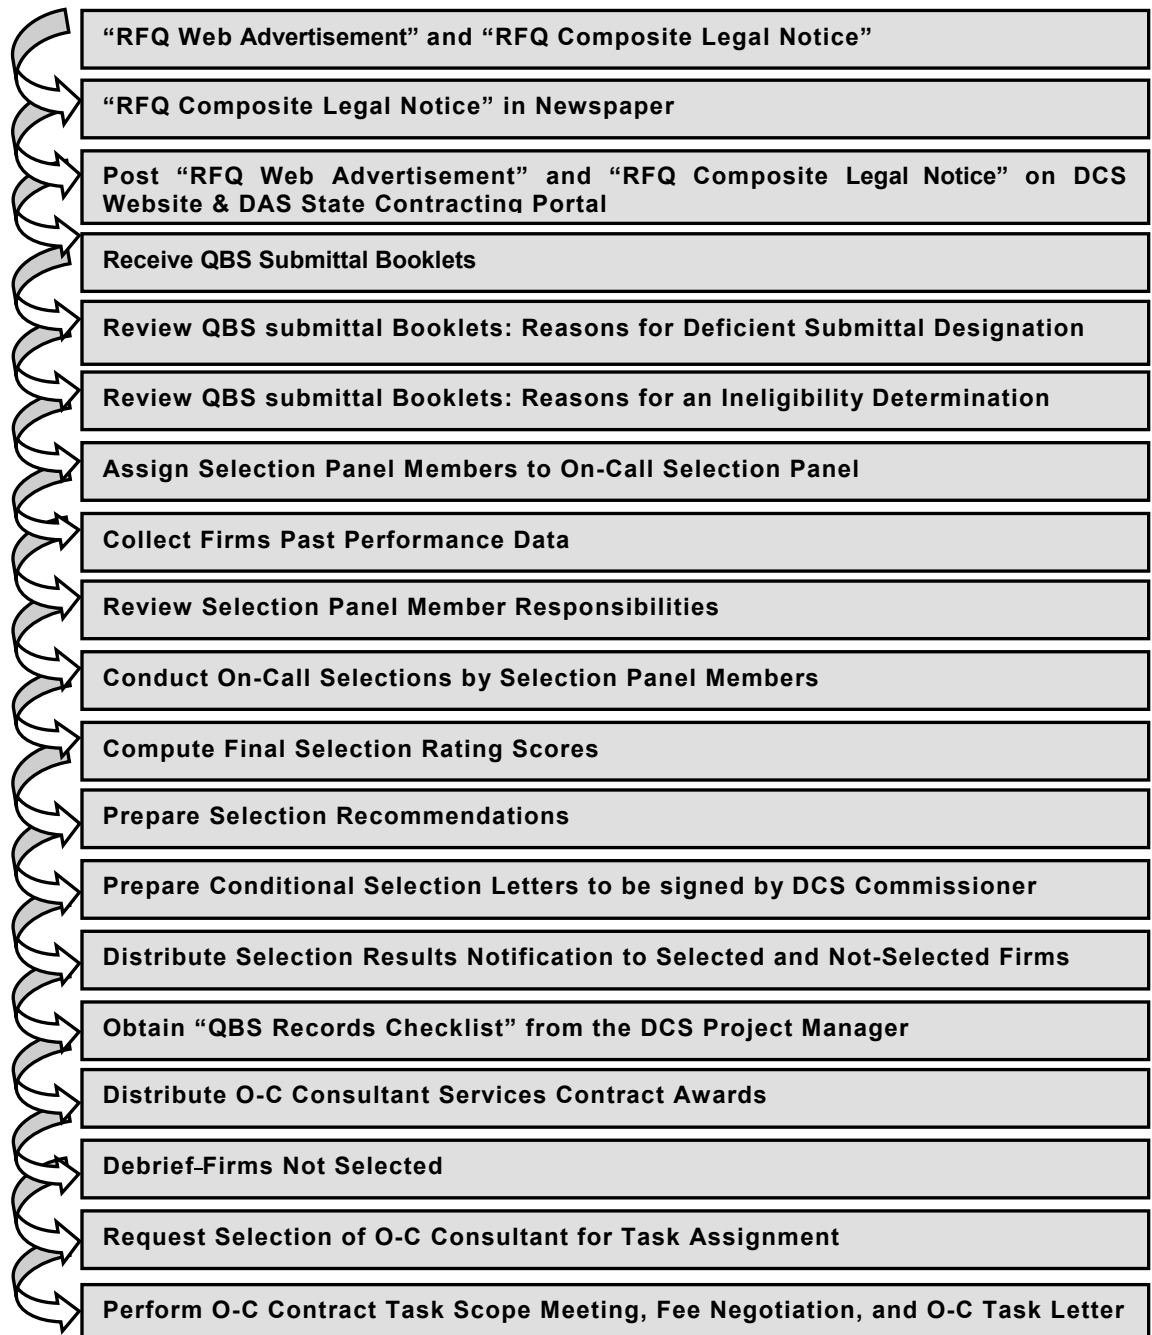 “RFQ Web Advertisement” and “RFQ Composite Legal Notice”
“RFQ Composite Legal Notice” in Newspaper
Post “RFQ Web Advertisement” and “RFQ Composite Legal Notice” on DCS
Website & DAS State Contracting Portal
Receive QBS Submittal Booklets
Review QBS submittal Booklets: Reasons for Deficient Submittal Designation
Review QBS submittal Booklets: Reasons for an Ineligibility Determination
Assign Selection Panel Members to On-Call Selection Panel
Collect Firms Past Performance Data
Review Selection Panel Member Responsibilities
Conduct On-Call Selections by Selection Panel Members
Compute Final Selection Rating Scores
Prepare Selection Recommendations
Prepare Conditional Selection Letters to be signed by DCS Commissioner
Distribute Selection Results Notification to Selected and Not-Selected Firms
Obtain “QBS Records Checklist” from the DCS Project Manager
Distribute O-C Consultant Services Contract Awards
Debrief-Firms Not Selected
Request Selection of O-C Consultant for Task Assignment
Perform O-C Contract Task Scope Meeting, Fee Negotiation, and O-C Task Letter